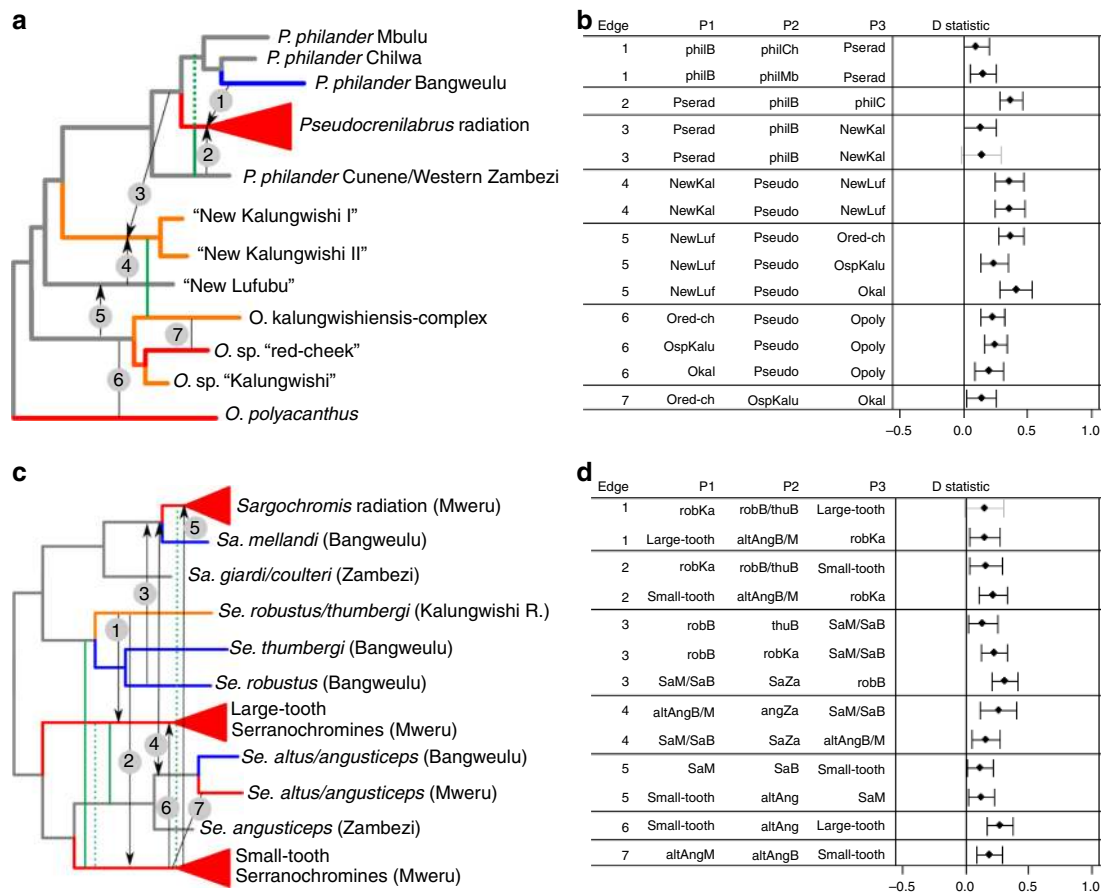 a
P. philander Mbulu
P. philander Chilwa
P. philander Bangweulu
1
Pseudocrenilabrus radiation
2
P. philander Cunene/Western Zambezi
3
“New Kalungwishi I”
“New Kalungwishi II”
4
“New Lufubu”
5
O. kalungwishiensis-complex
7
O. sp. “red-cheek”
6
O. sp. “Kalungwishi”
O. polyacanthus
b
Edge P1 P2 P3 D statistic
1 philB philCh Pserad
1 philB philMb Pserad
2 Pserad philB philC
3 Pserad philB NewKal
3 Pserad philB NewKal
4 NewKal Pseudo NewLuf
4 NewKal Pseudo NewLuf
5 NewLuf Pseudo Ored-ch
5 NewLuf Pseudo OspKalu
5 NewLuf Pseudo Okal
6 Ored-ch Pseudo Opoly
6 OspKalu Pseudo Opoly
6 Okal Pseudo Opoly
7 Ored-ch OspKalu Okal
−0.5 0.0 0.5 1.0
c
Sargochromis radiation (Mweru)
5
Sa. mellandi (Bangweulu)
Sa. giardi/coulteri (Zambezi)
3
Se. robustus/thumbergi (Kalungwishi R.)
1
Se. thumbergi (Bangweulu)
Se. robustus (Bangweulu)
Large-tooth
Serranochromines (Mweru)
4
2
Se. altus/angusticeps (Bangweulu)
Se. altus/angusticeps (Mweru)
6 7
Se. angusticeps (Zambezi)
Small-tooth
Serranochromines (Mweru)
d
Edge P1 P2 P3 D statistic
1 robKa robB/thuB Large-tooth
1 Large-tooth altAngB/M robKa
2 robKa robB/thuB Small-tooth
2 Small-tooth altAngB/M robKa
3 robB thuB SaM/SaB
3 robB robKa SaM/SaB
3 SaM/SaB SaZa robB
4 altAngB/M angZa SaM/SaB
4 SaM/SaB SaZa altAngB/M
5 SaM SaB Small-tooth
5 Small-tooth altAng SaM
6 Small-tooth altAng Large-tooth
7 altAngM altAngB Small-tooth
−0.5 0.0 0.5 1.0